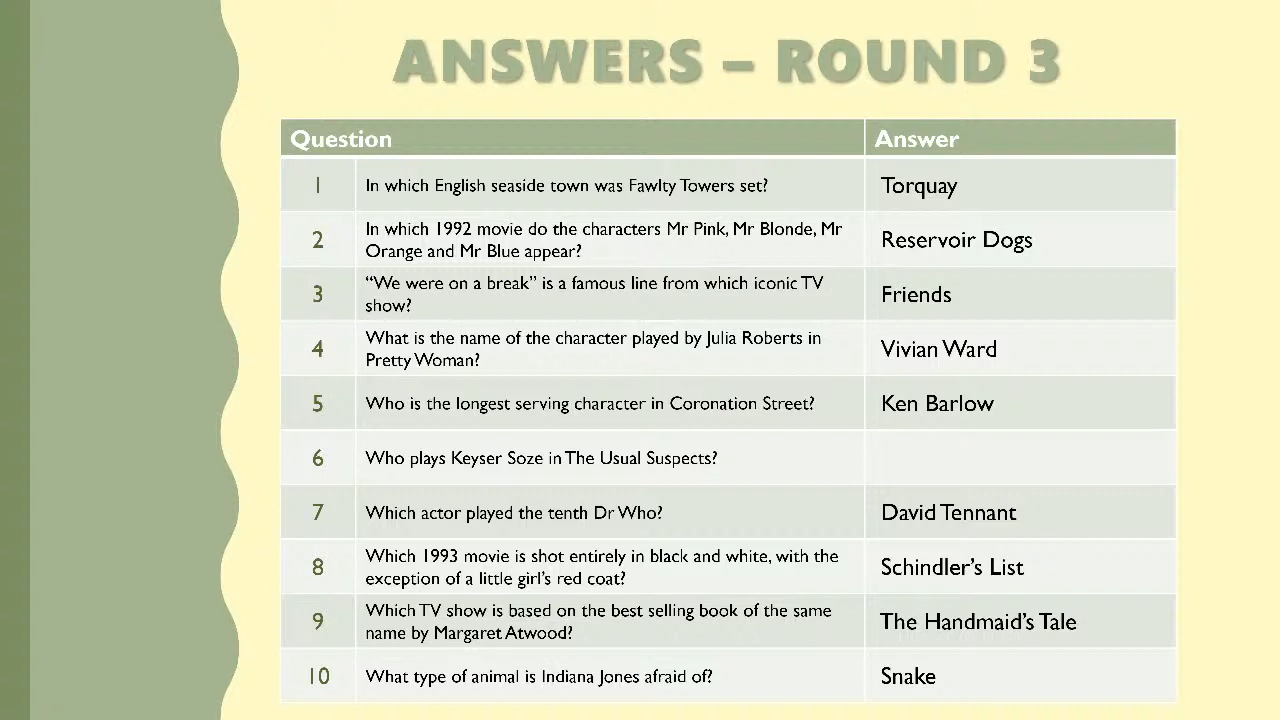 ANSWERS – ROUND 3
Question Answer
1 In which English seaside town was Fawlty Towers set? Torquay
2 In which 1992 movie do the characters Mr Pink, Mr Blonde, Mr
Orange and Mr Blue appear? Reservoir Dogs
3 “We were on a break” is a famous line from which iconic TV
show? Friends
4 What is the name of the character played by Julia Roberts in
Pretty Woman? Vivian Ward
5 Who is the longest serving character in Coronation Street? Ken Barlow
6 Who plays Keyser Soze in The Usual Suspects?
7 Which actor played the tenth Dr Who? David Tennant
8 Which 1993 movie is shot entirely in black and white, with the
exception of a little girl’s red coat? Schindler’s List
9 Which TV show is based on the best selling book of the same
name by Margaret Atwood? The Handmaid’s Tale
10 What type of animal is Indiana Jones afraid of? Snake